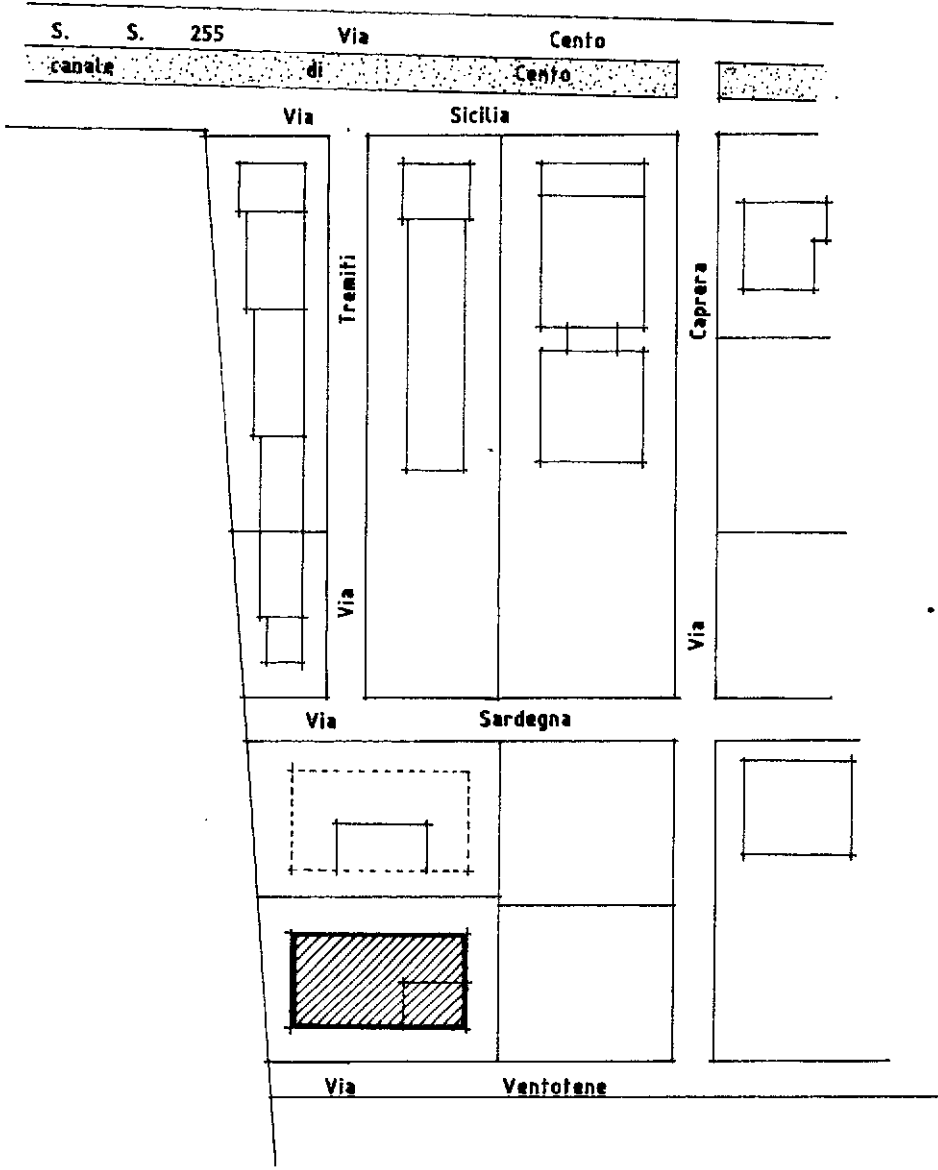 S. S. 255 Via Cento
canale di Cento
Via Sicilia
Via Tremiti
Via Caprera
Via Sardegna
Via Ventotene